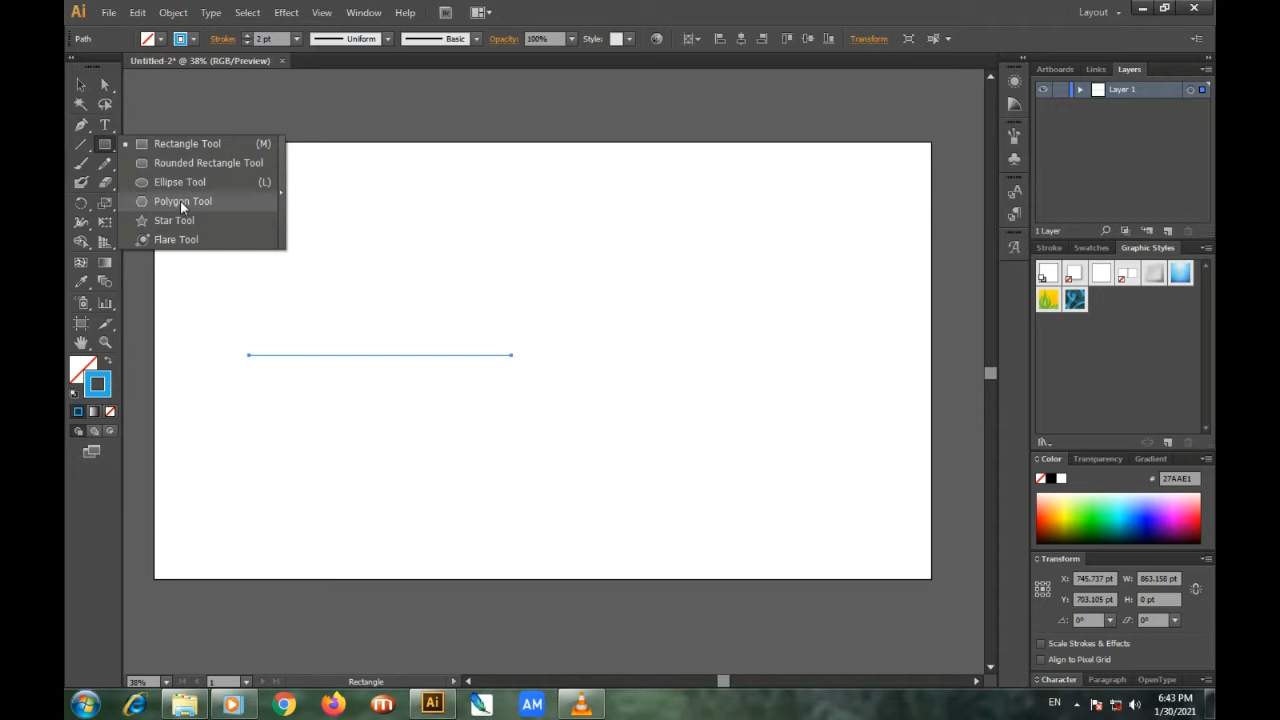 Ai File Edit Object Type Select Effect View Window Help Br Layout
Path Stroke: 2 pt Uniform Basic Opacity: 100% Style: Transform
Untitled-2* @ 38% (RGB/Preview) ×
Artboards Links Layers
Layer 1
Rectangle Tool (M)
Rounded Rectangle Tool
Ellipse Tool (L)
Polygon Tool
Star Tool
Flare Tool
1 Layer
Stroke Swatches Graphic Styles
Color Transparency Gradient
# 27AAE1
Transform
X: 745.737 pt W: 863.158 pt
Y: 703.105 pt H: 0 pt
0° 0°
Scale Strokes & Effects
Align to Pixel Grid
Character Paragraph OpenType
38% 1 Rectangle
Ai AM EN 6:43 PM
1/30/2021